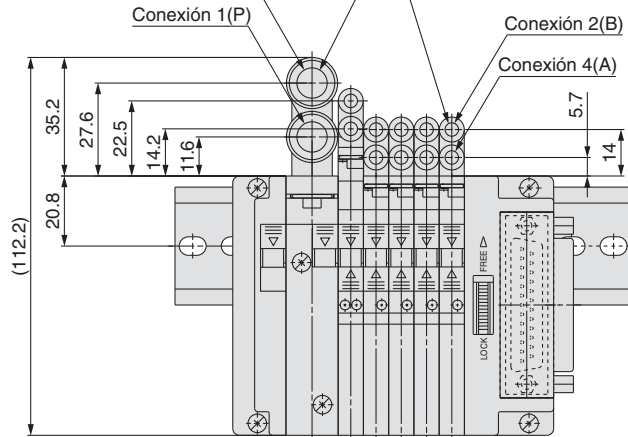 Conexión 1(P)
Conexión 2(B)
Conexión 4(A)
35.2
27.6
22.5
14.2
11.6
5.7
14
20.8
(112.2)
LOCK
FREE